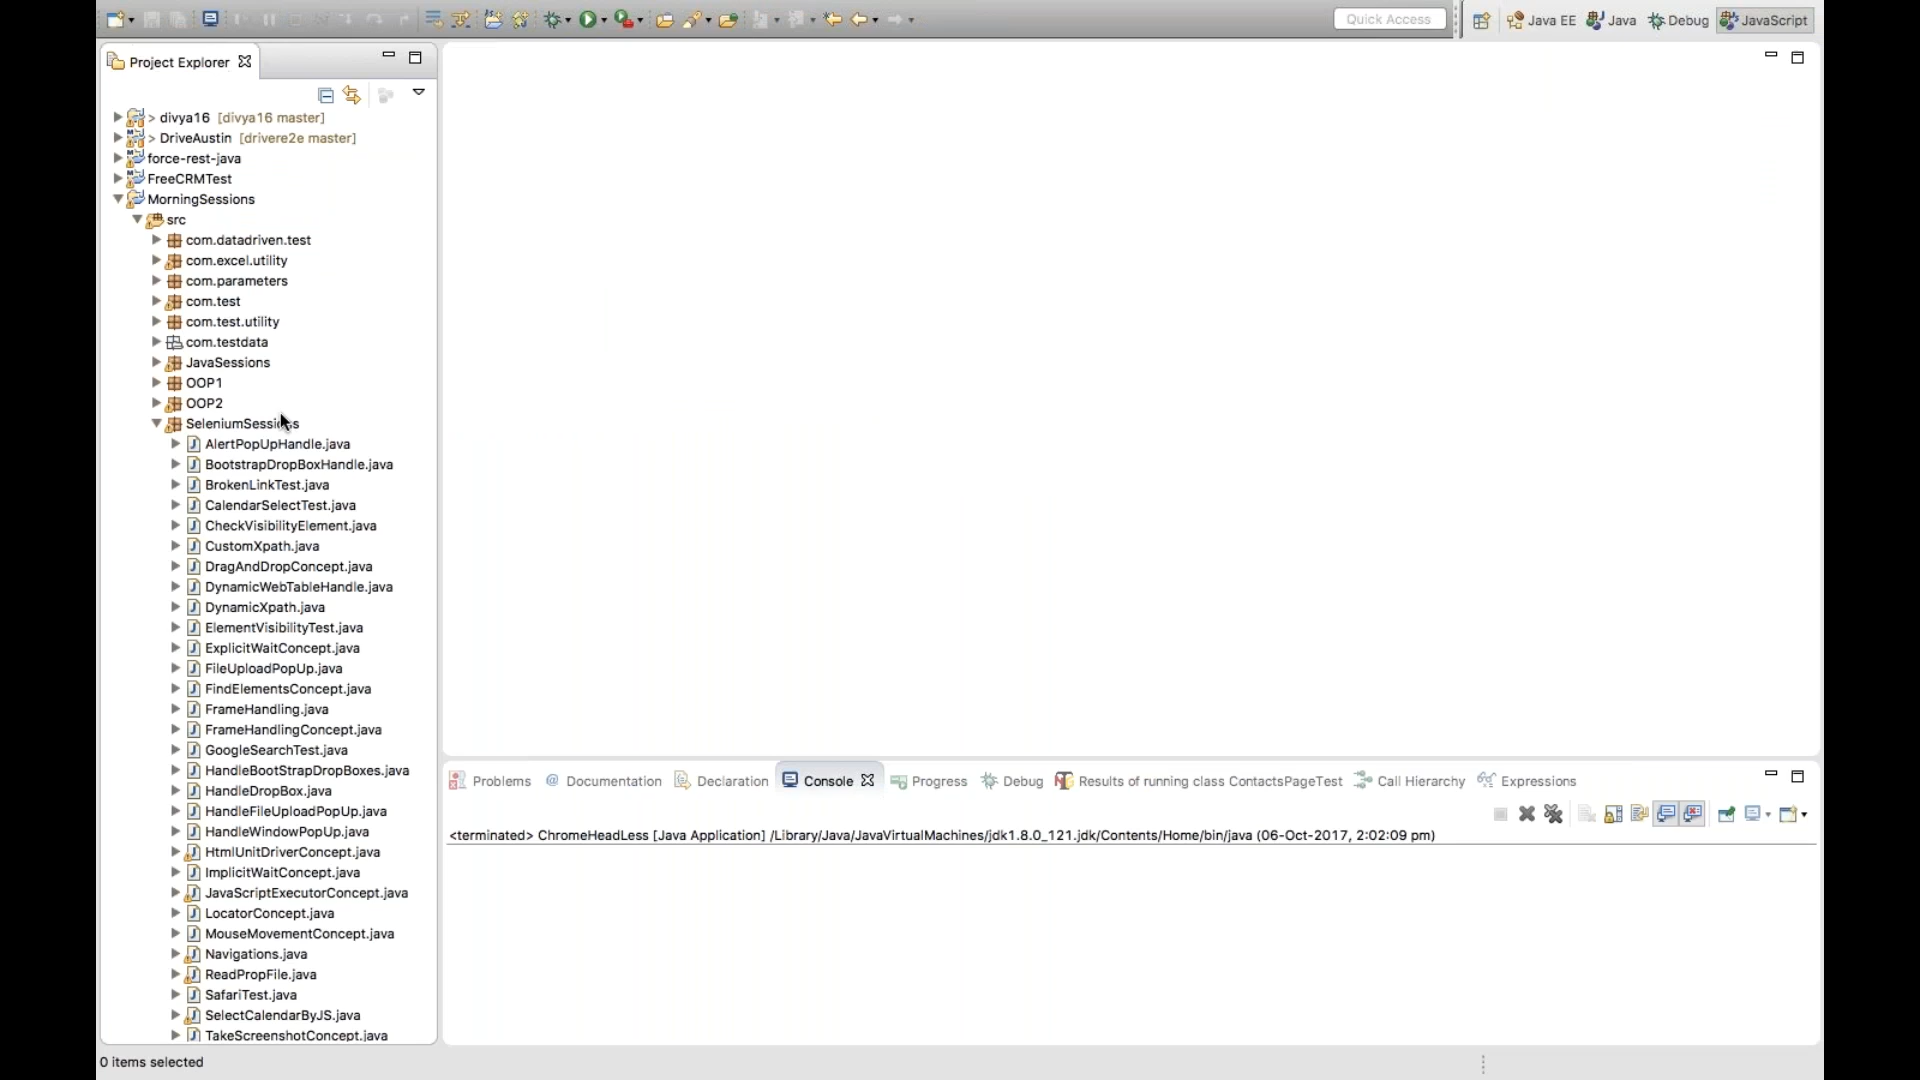 Quick Access
Java EE
Java
Debug
JavaScript
Project Explorer
> divya16 [divya16 master]
> DriveAustin [drivere2e master]
force-rest-java
FreeCRMTest
MorningSessions
src
com.datadriven.test
com.excel.utility
com.parameters
com.test
com.test.utility
com.testdata
JavaSessions
OOP1
OOP2
SeleniumSessions
AlertPopUpHandle.java
BootstrapDropBoxHandle.java
BrokenLinkTest.java
CalendarSelectTest.java
CheckVisibilityElement.java
CustomXpath.java
DragAndDropConcept.java
DynamicWebTableHandle.java
DynamicXpath.java
ElementVisibilityTest.java
ExplicitWaitConcept.java
FileUploadPopUp.java
FindElementsConcept.java
FrameHandling.java
FrameHandlingConcept.java
GoogleSearchTest.java
HandleBootStrapDropBoxes.java
HandleDropBox.java
HandleFileUploadPopUp.java
HandleWindowPopUp.java
HtmlUnitDriverConcept.java
ImplicitWaitConcept.java
JavaScriptExecutorConcept.java
LocatorConcept.java
MouseMovementConcept.java
Navigations.java
ReadPropFile.java
SafariTest.java
SelectCalendarByJS.java
TakeScreenshotConcept.java
Problems
Documentation
Declaration
Console
Progress
Debug
Results of running class ContactsPageTest
Call Hierarchy
Expressions
<terminated> ChromeHeadLess [Java Application] /Library/Java/JavaVirtualMachines/jdk1.8.0_121.jdk/Contents/Home/bin/java (06-Oct-2017, 2:02:09 pm)
0 items selected